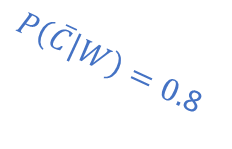 P(C̄|W) = 0.8